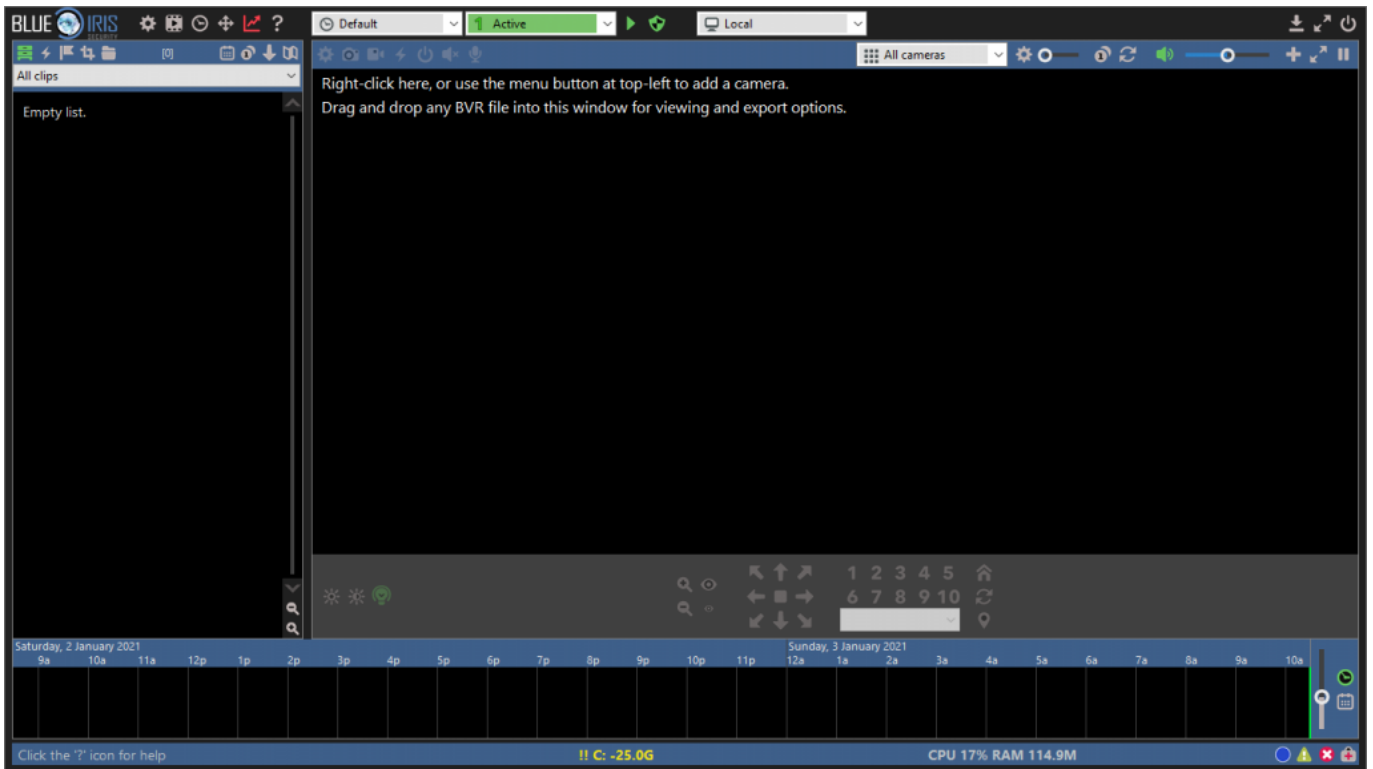 BLUE IRIS
SECURITY
?
Default
1 Active
Local
[0]
1
All cameras
1
All clips
Empty list.
Right-click here, or use the menu button at top-left to add a camera.
Drag and drop any BVR file into this window for viewing and export options.
1 2 3 4 5
6 7 8 9 10
Saturday, 2 January 2021
Sunday, 3 January 2021
9a 10a 11a 12p 1p 2p 3p 4p 5p 6p 7p 8p 9p 10p 11p 12a 1a 2a 3a 4a 5a 6a 7a 8a 9a 10a
Click the '?' icon for help
!! C: -25.0G
CPU 17% RAM 114.9M